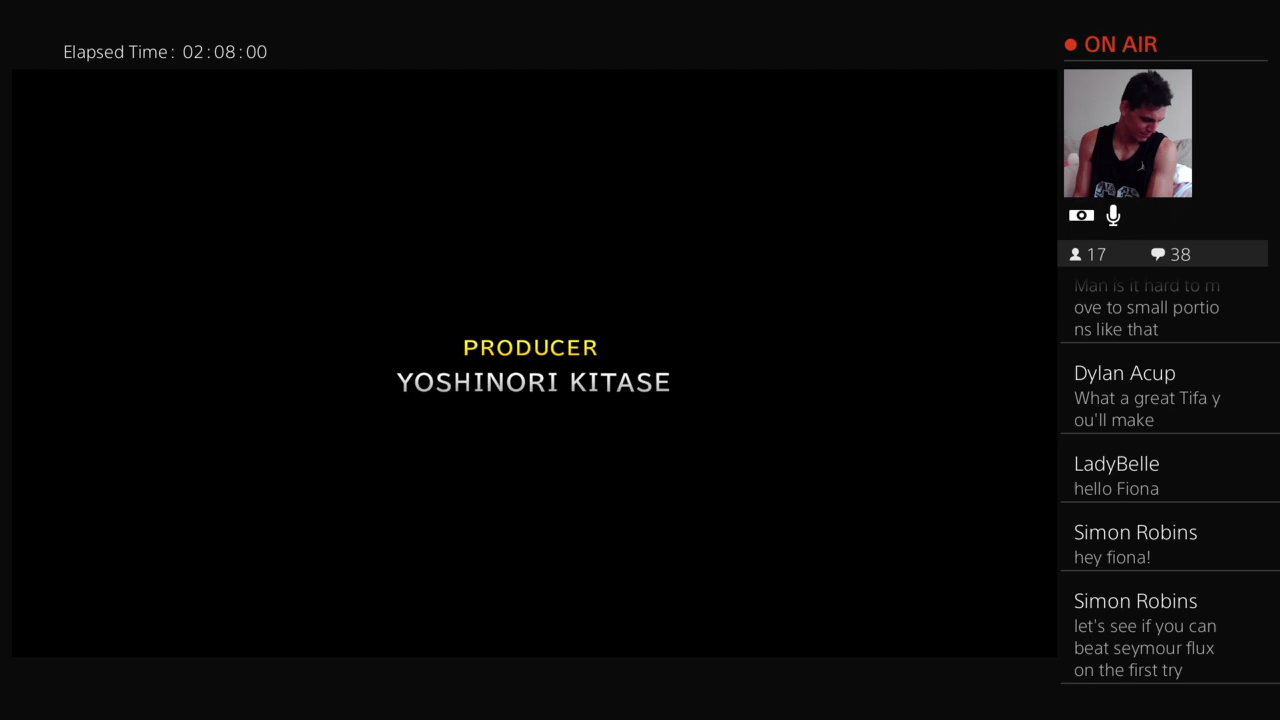 Elapsed Time: 02:08:00
ON AIR
17 38
PRODUCER
YOSHINORI KITASE
Man is it hard to m
ove to small portio
ns like that
Dylan Acup
What a great Tifa y
ou'll make
LadyBelle
hello Fiona
Simon Robins
hey fiona!
Simon Robins
let's see if you can
beat seymour flux
on the first try